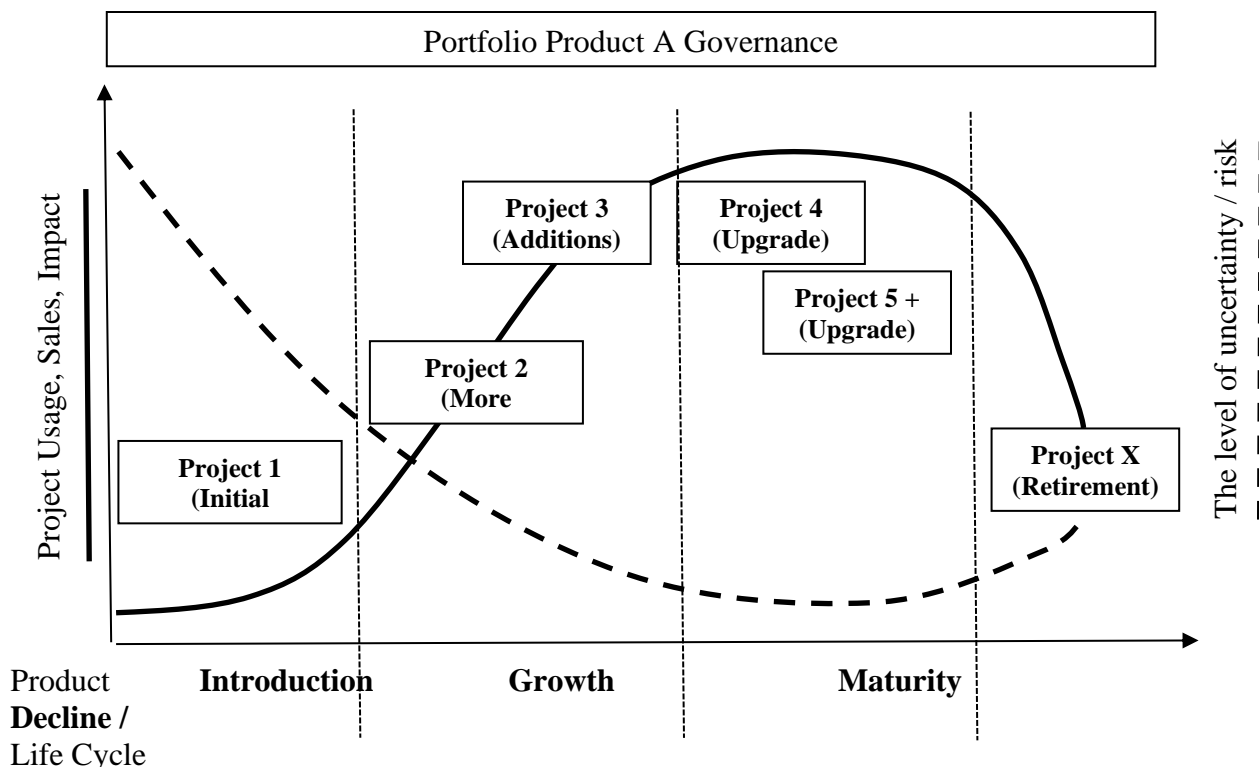 Portfolio Product A Governance
Project Usage, Sales, Impact
The level of uncertainty / risk
Project 3
(Additions)
Project 4
(Upgrade)
Project 5 +
(Upgrade)
Project 2
(More
Project 1
(Initial
Project X
(Retirement)
Product
Introduction
Growth
Maturity
Decline /
Life Cycle